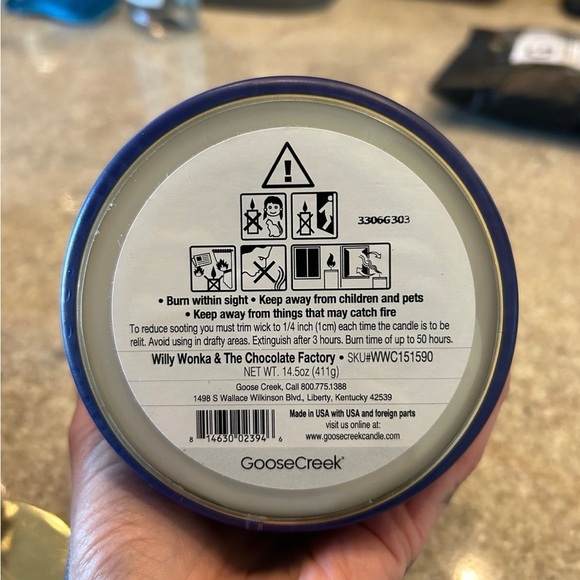 3306G303
• Burn within sight • Keep away from children and pets
• Keep away from things that may catch fire
To reduce sooting you must trim wick to 1/4 inch (1cm) each time the candle is to be
relit. Avoid using in drafty areas. Extinguish after 3 hours. Burn time of up to 50 hours.
Willy Wonka & The Chocolate Factory • SKU#WWC151590
NET WT. 14.5oz (411g)
Goose Creek, Call 800.775.1388
1498 S Wallace Wilkinson Blvd., Liberty, Kentucky 42539
Made in USA with USA and foreign parts
visit us online at:
www.goosecreekcandle.com
8 14630 02394 6
GooseCreek®